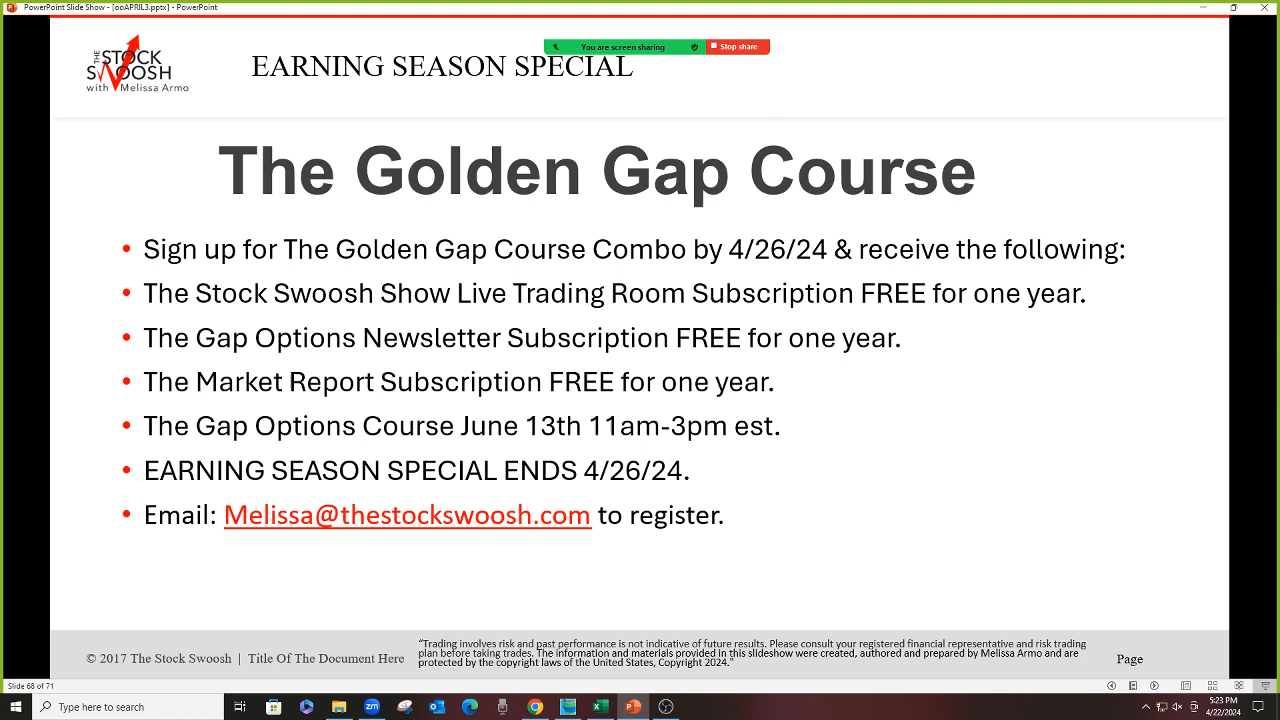 PowerPoint Slide Show - [ooAPRIL3.pptx] - PowerPoint
You are screen sharing
Stop share
THE STOCK SWOOSH
with Melissa Armo
EARNING SEASON SPECIAL
The Golden Gap Course
• Sign up for The Golden Gap Course Combo by 4/26/24 & receive the following:
• The Stock Swoosh Show Live Trading Room Subscription FREE for one year.
• The Gap Options Newsletter Subscription FREE for one year.
• The Market Report Subscription FREE for one year.
• The Gap Options Course June 13th 11am-3pm est.
• EARNING SEASON SPECIAL ENDS 4/26/24.
• Email: Melissa@thestockswoosh.com to register.
© 2017 The Stock Swoosh | Title Of The Document Here
"Trading involves risk and past performance is not indicative of future results. Please consult your registered financial representative and risk trading
plan before taking trades. The information and materials provided in this slideshow were created, authored and prepared by Melissa Armo and are
protected by the copyright laws of the United States, Copyright 2024."
Page
Slide 68 of 71
Type here to search
5:23 PM
4/22/2024